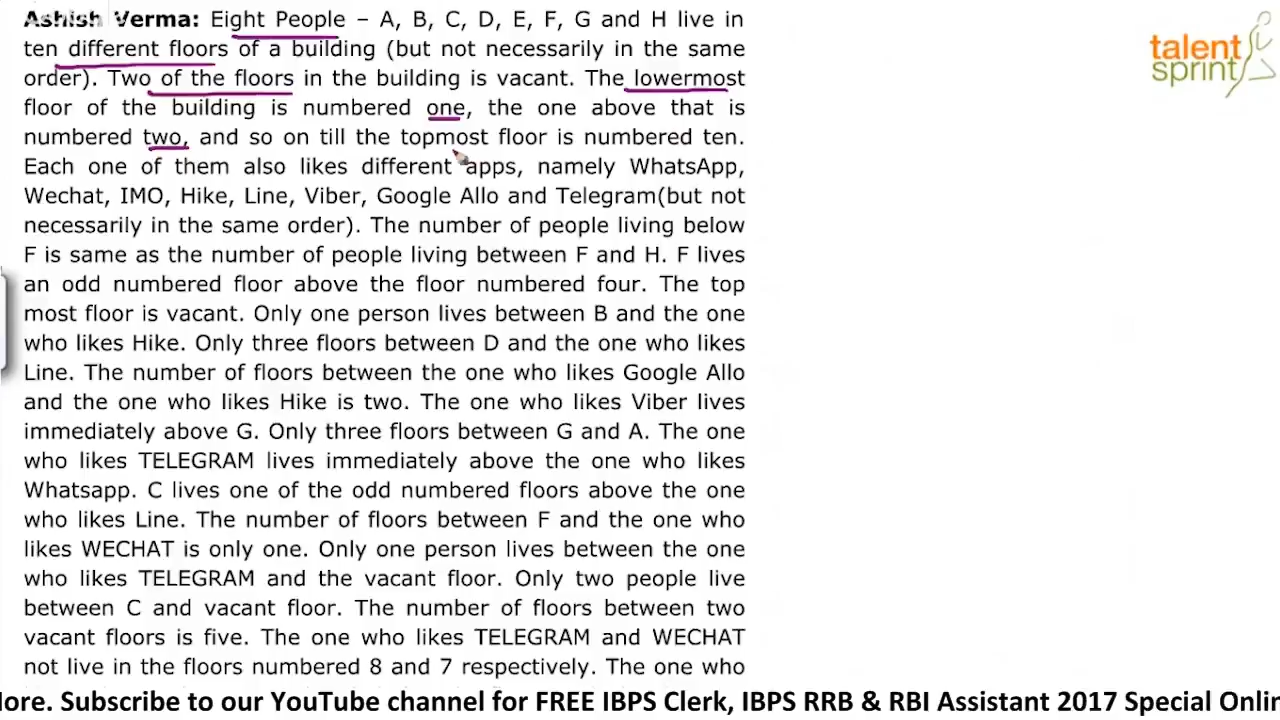 Ashish Verma: Eight People – A, B, C, D, E, F, G and H live in
ten different floors of a building (but not necessarily in the same
order). Two of the floors in the building is vacant. The lowermost
floor of the building is numbered one, the one above that is
numbered two, and so on till the topmost floor is numbered ten.
Each one of them also likes different apps, namely WhatsApp,
Wechat, IMO, Hike, Line, Viber, Google Allo and Telegram(but not
necessarily in the same order). The number of people living below
F is same as the number of people living between F and H. F lives
an odd numbered floor above the floor numbered four. The top
most floor is vacant. Only one person lives between B and the one
who likes Hike. Only three floors between D and the one who likes
Line. The number of floors between the one who likes Google Allo
and the one who likes Hike is two. The one who likes Viber lives
immediately above G. Only three floors between G and A. The one
who likes TELEGRAM lives immediately above the one who likes
Whatsapp. C lives one of the odd numbered floors above the one
who likes Line. The number of floors between F and the one who
likes WECHAT is only one. Only one person lives between the one
who likes TELEGRAM and the vacant floor. Only two people live
between C and vacant floor. The number of floors between two
vacant floors is five. The one who likes TELEGRAM and WECHAT
not live in the floors numbered 8 and 7 respectively. The one who
talent
sprint
More. Subscribe to our YouTube channel for FREE IBPS Clerk, IBPS RRB & RBI Assistant 2017 Special